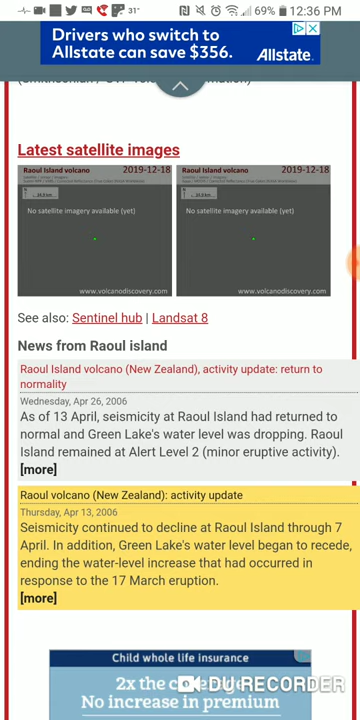 31°
69%
12:36 PM
Drivers who switch to
Allstate can save $356.
Allstate.
Latest satellite images
Raoul Island volcano 2019-12-18
No satellite imagery available (yet)
www.volcanodiscovery.com
Raoul Island volcano 2019-12-18
No satellite imagery available (yet)
www.volcanodiscovery.com
See also: Sentinel hub | Landsat 8
News from Raoul island
Raoul Island volcano (New Zealand), activity update: return to
normality
Wednesday, Apr 26, 2006
As of 13 April, seismicity at Raoul Island had returned to
normal and Green Lake's water level was dropping. Raoul
Island remained at Alert Level 2 (minor eruptive activity).
[more]
Raoul volcano (New Zealand): activity update
Thursday, Apr 13, 2006
Seismicity continued to decline at Raoul Island through 7
April. In addition, Green Lake's water level began to recede,
ending the water-level increase that had occurred in
response to the 17 March eruption.
[more]
Child whole life insurance
2x the coverage.
No increase in premium
DU RECORDER